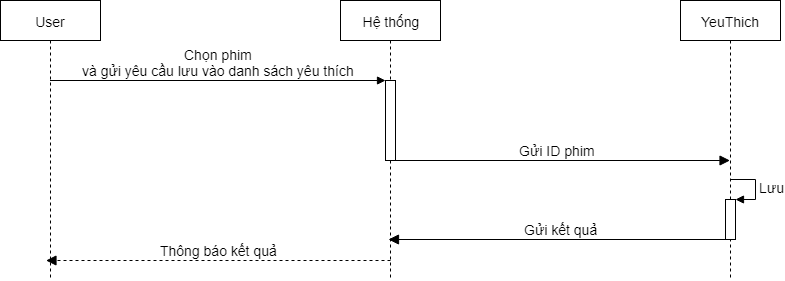 User
Hệ thống
YeuThich
Chọn phim
và gửi yêu cầu lưu vào danh sách yêu thích
Gửi ID phim
Lưu
Gửi kết quả
Thông báo kết quả